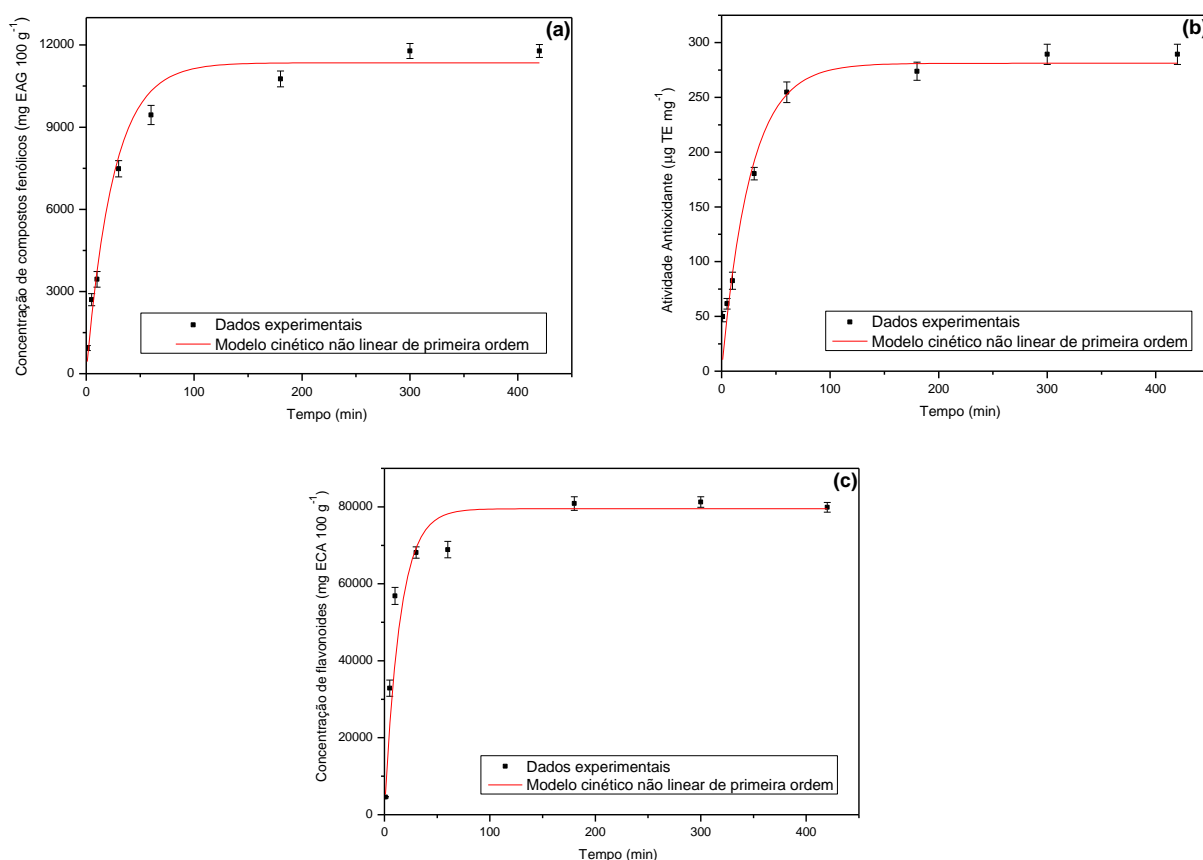 (a)
12000
9000
6000
3000
0
Concentração de compostos fenólicos (mg EAG 100 g-1)
Dados experimentais
Modelo cinético não linear de primeira ordem
0 100 200 300 400
Tempo (min)
(b)
300
250
200
150
100
50
0
Atividade Antioxidante (µg TE mg-1)
Dados experimentais
Modelo cinético não linear de primeira ordem
0 100 200 300 400
Tempo (min)
(c)
80000
60000
40000
20000
0
Concentração de flavonoides (mg ECA 100 g-1)
Dados experimentais
Modelo cinético não linear de primeira ordem
0 100 200 300 400
Tempo (min)